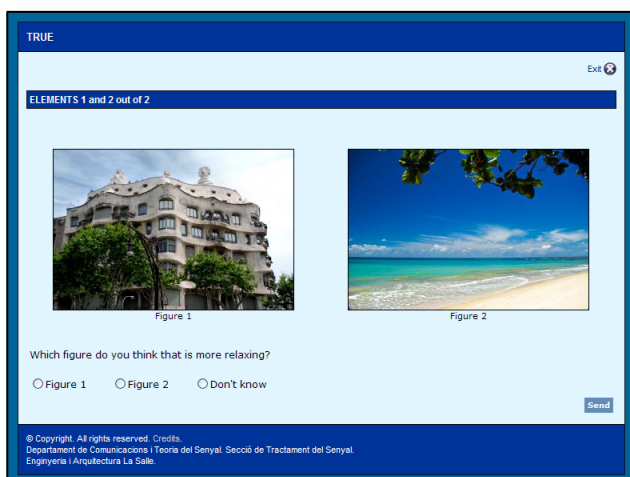 TRUE
Exit
ELEMENTS 1 and 2 out of 2
Figure 1
Figure 2
Which figure do you think that is more relaxing?
Figure 1 Figure 2 Don't know
Send
© Copyright. All rights reserved. Credits.
Departament de Comunicacions i Teoria del Senyal. Secció de Tractament del Senyal.
Enginyeria i Arquitectura La Salle.